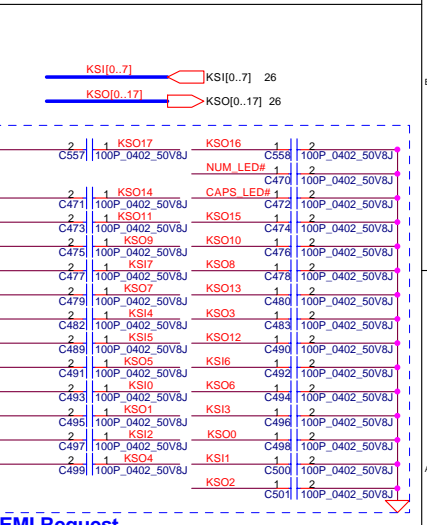 KSI[0..7] KSI[0..7] 26
KSO[0..17] KSO[0..17] 26
2 1 KSO17 KSO16 1 2
C557 100P_0402_50V8J C558 100P_0402_50V8J
NUM_LED# 1 2
C470 100P_0402_50V8J
2 1 KSO14 CAPS_LED# 1 2
C471 100P_0402_50V8J C472 100P_0402_50V8J
2 1 KSO11 KSO15 1 2
C473 100P_0402_50V8J C474 100P_0402_50V8J
2 1 KSO9 KSO10 1 2
C475 100P_0402_50V8J C476 100P_0402_50V8J
2 1 KSI7 KSO8 1 2
C477 100P_0402_50V8J C478 100P_0402_50V8J
2 1 KSO7 KSO13 1 2
C479 100P_0402_50V8J C480 100P_0402_50V8J
2 1 KSI4 KSO3 1 2
C482 100P_0402_50V8J C483 100P_0402_50V8J
2 1 KSI5 KSO12 1 2
C489 100P_0402_50V8J C490 100P_0402_50V8J
2 1 KSO5 KSI6 1 2
C491 100P_0402_50V8J C492 100P_0402_50V8J
2 1 KSI0 KSO6 1 2
C493 100P_0402_50V8J C494 100P_0402_50V8J
2 1 KSO1 KSI3 1 2
C495 100P_0402_50V8J C496 100P_0402_50V8J
2 1 KSI2 KSO0 1 2
C497 100P_0402_50V8J C498 100P_0402_50V8J
2 1 KSO4 KSI1 1 2
C499 100P_0402_50V8J C500 100P_0402_50V8J
KSO2 1 2
C501 100P_0402_50V8J
EMI Request